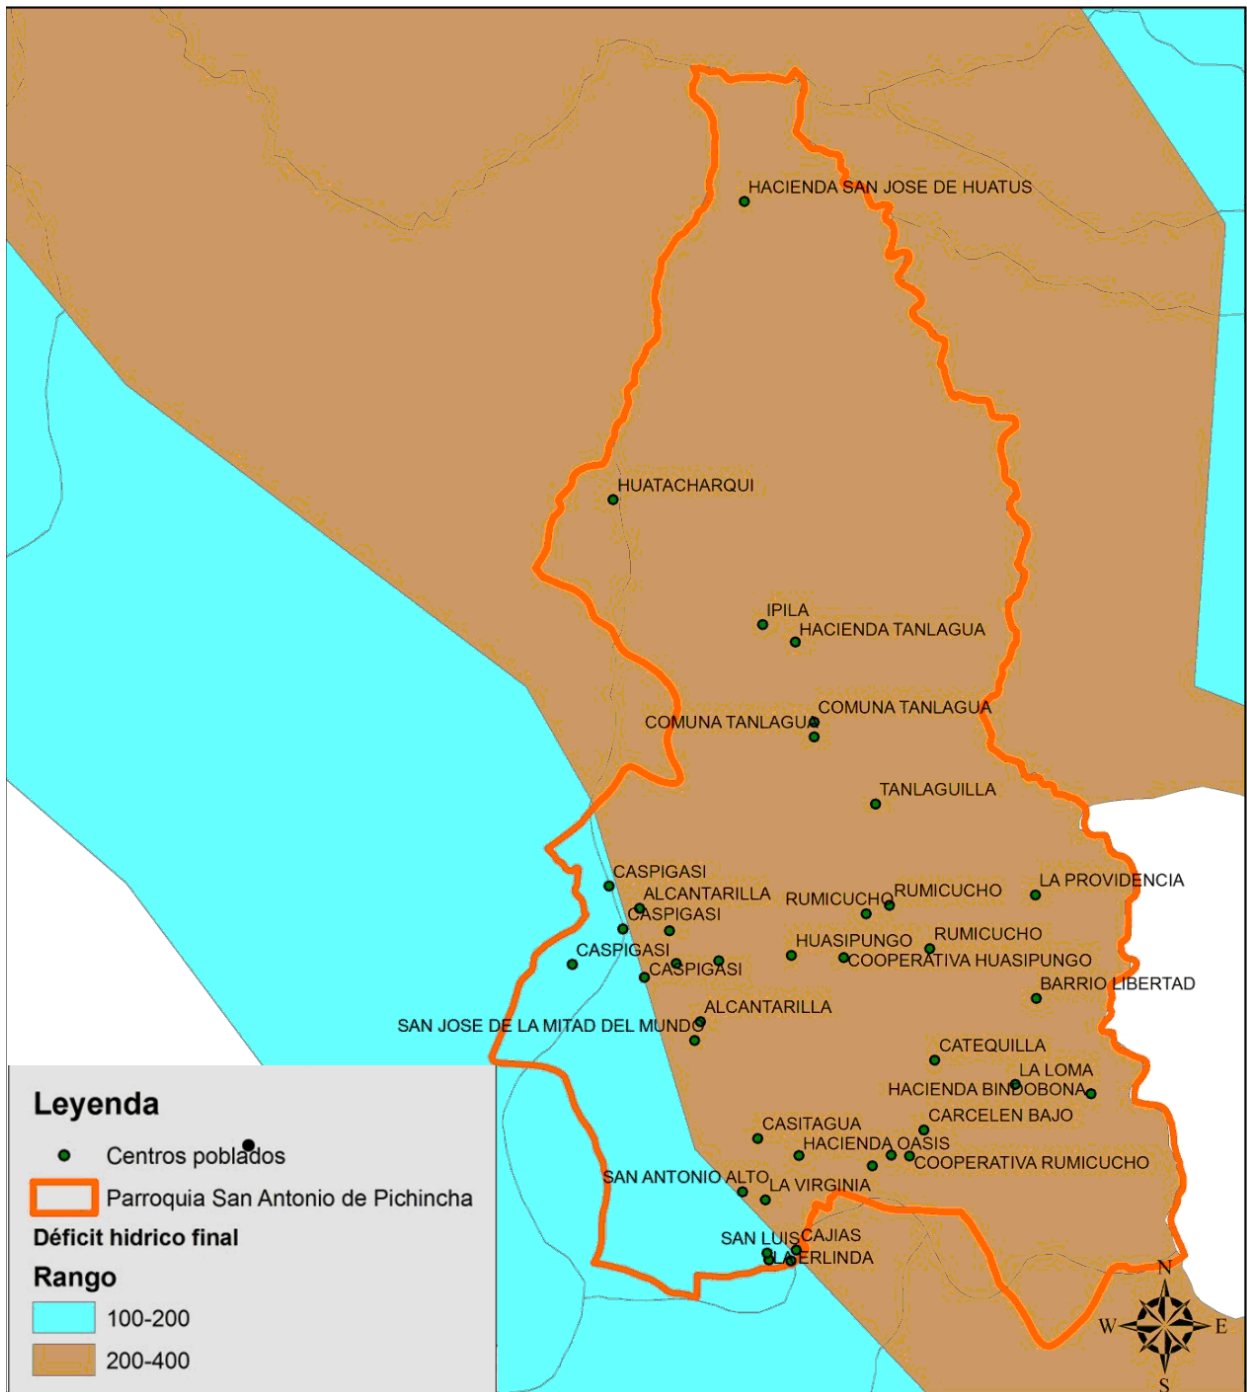 HACIENDA SAN JOSE DE HUATUS
HUATACHARQUI
IPILA
HACIENDA TANLAGUA
COMUNA TANLAGUA
COMUNA TANLAGUA
TANLAGUILLA
CASPIGASI
LA PROVIDENCIA
ALCANTARILLA
RUMICUCHO
RUMICUCHO
CASPIGASI
RUMICUCHO
HUASIPUNGO
CASPIGASI
COOPERATIVA HUASIPUNGO
CASPIGASI
BARRIO LIBERTAD
ALCANTARILLA
SAN JOSE DE LA MITAD DEL MUNDO
CATEQUILLA
LA LOMA
HACIENDA BINDOBONA
CARCELEN BAJO
CASITAGUA
HACIENDA OASIS
COOPERATIVA RUMICUCHO
SAN ANTONIO ALTO
LA VIRGINIA
SAN LUIS
CAJIAS
LA ERLINDA
Leyenda
Centros poblados
Parroquia San Antonio de Pichincha
Déficit hidrico final
Rango
100-200
200-400
N
W
E
S